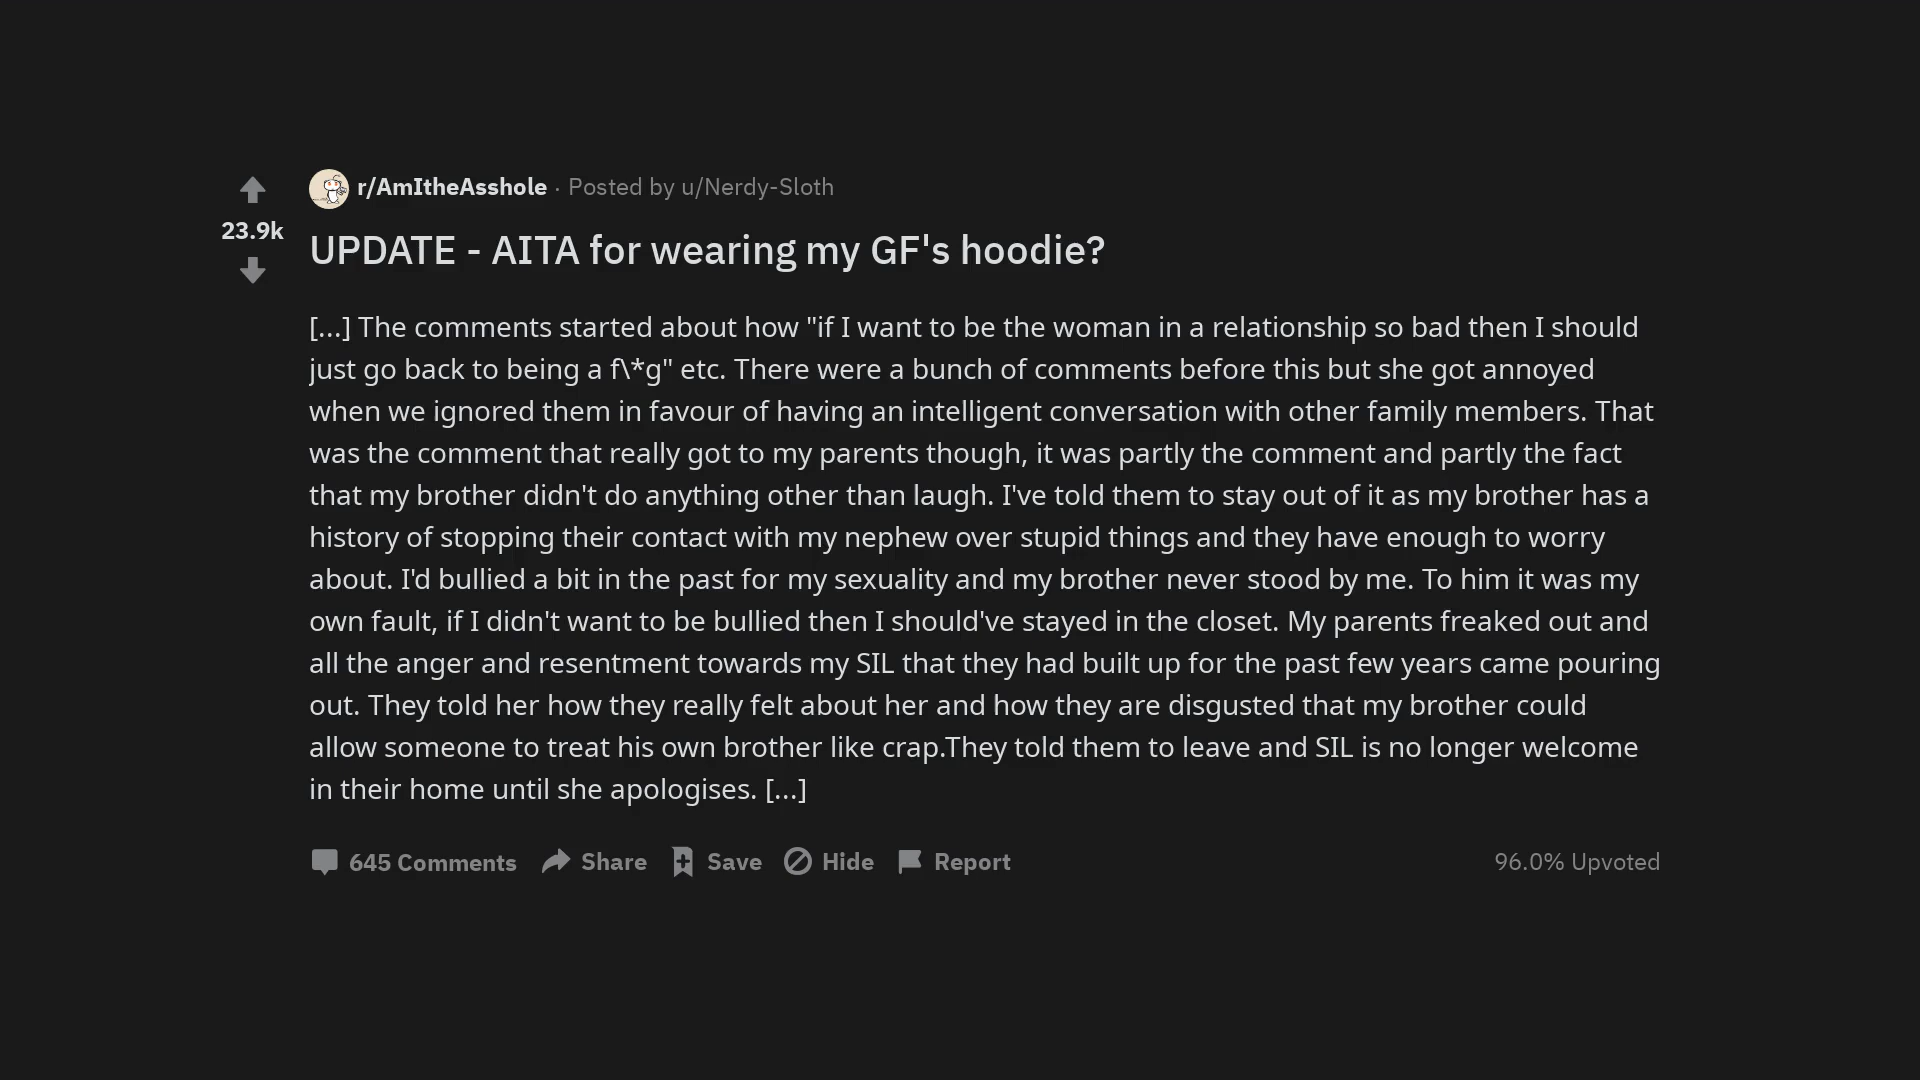 r/AmItheAsshole · Posted by u/Nerdy-Sloth
23.9k
UPDATE - AITA for wearing my GF's hoodie?
[...] The comments started about how "if I want to be the woman in a relationship so bad then I should
just go back to being a f\*g" etc. There were a bunch of comments before this but she got annoyed
when we ignored them in favour of having an intelligent conversation with other family members. That
was the comment that really got to my parents though, it was partly the comment and partly the fact
that my brother didn't do anything other than laugh. I've told them to stay out of it as my brother has a
history of stopping their contact with my nephew over stupid things and they have enough to worry
about. I'd bullied a bit in the past for my sexuality and my brother never stood by me. To him it was my
own fault, if I didn't want to be bullied then I should've stayed in the closet. My parents freaked out and
all the anger and resentment towards my SIL that they had built up for the past few years came pouring
out. They told her how they really felt about her and how they are disgusted that my brother could
allow someone to treat his own brother like crap.They told them to leave and SIL is no longer welcome
in their home until she apologises. [...]
645 Comments Share Save Hide Report 96.0% Upvoted